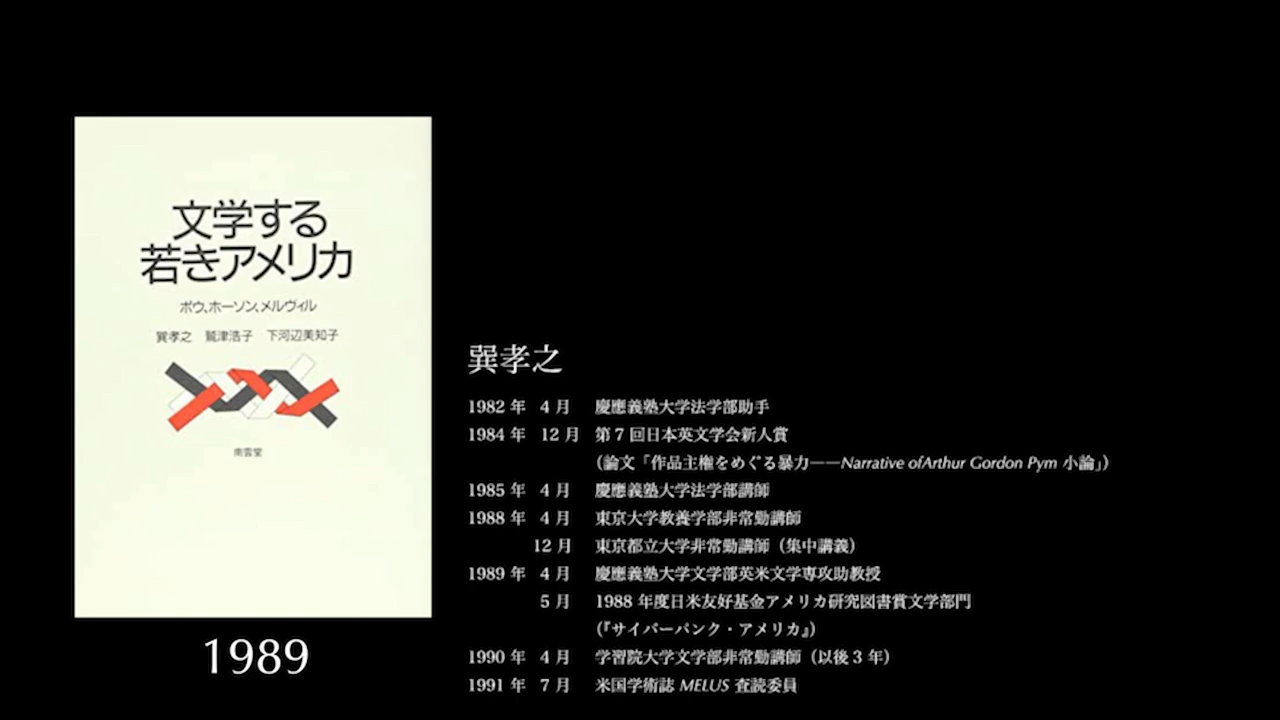 文学する
若きアメリカ
ポウ、ホーソン、メルヴィル
巽孝之 鷲津浩子 下河辺美知子
南雲堂
1989
巽孝之
1982 年 4 月 慶應義塾大学法学部助手
1984 年 12 月 第 7 回日本英文学会新人賞
（論文「作品主権をめぐる暴力――Narrative ofArthur Gordon Pym 小論」）
1985 年 4 月 慶應義塾大学法学部講師
1988 年 4 月 東京大学教養学部非常勤講師
12 月 東京都立大学非常勤講師（集中講義）
1989 年 4 月 慶應義塾大学文学部英米文学専攻助教授
5 月 1988 年度日米友好基金アメリカ研究図書賞文学部門
（『サイバーパンク・アメリカ』）
1990 年 4 月 学習院大学文学部非常勤講師（以後 3 年）
1991 年 7 月 米国学術誌 MELUS 査読委員